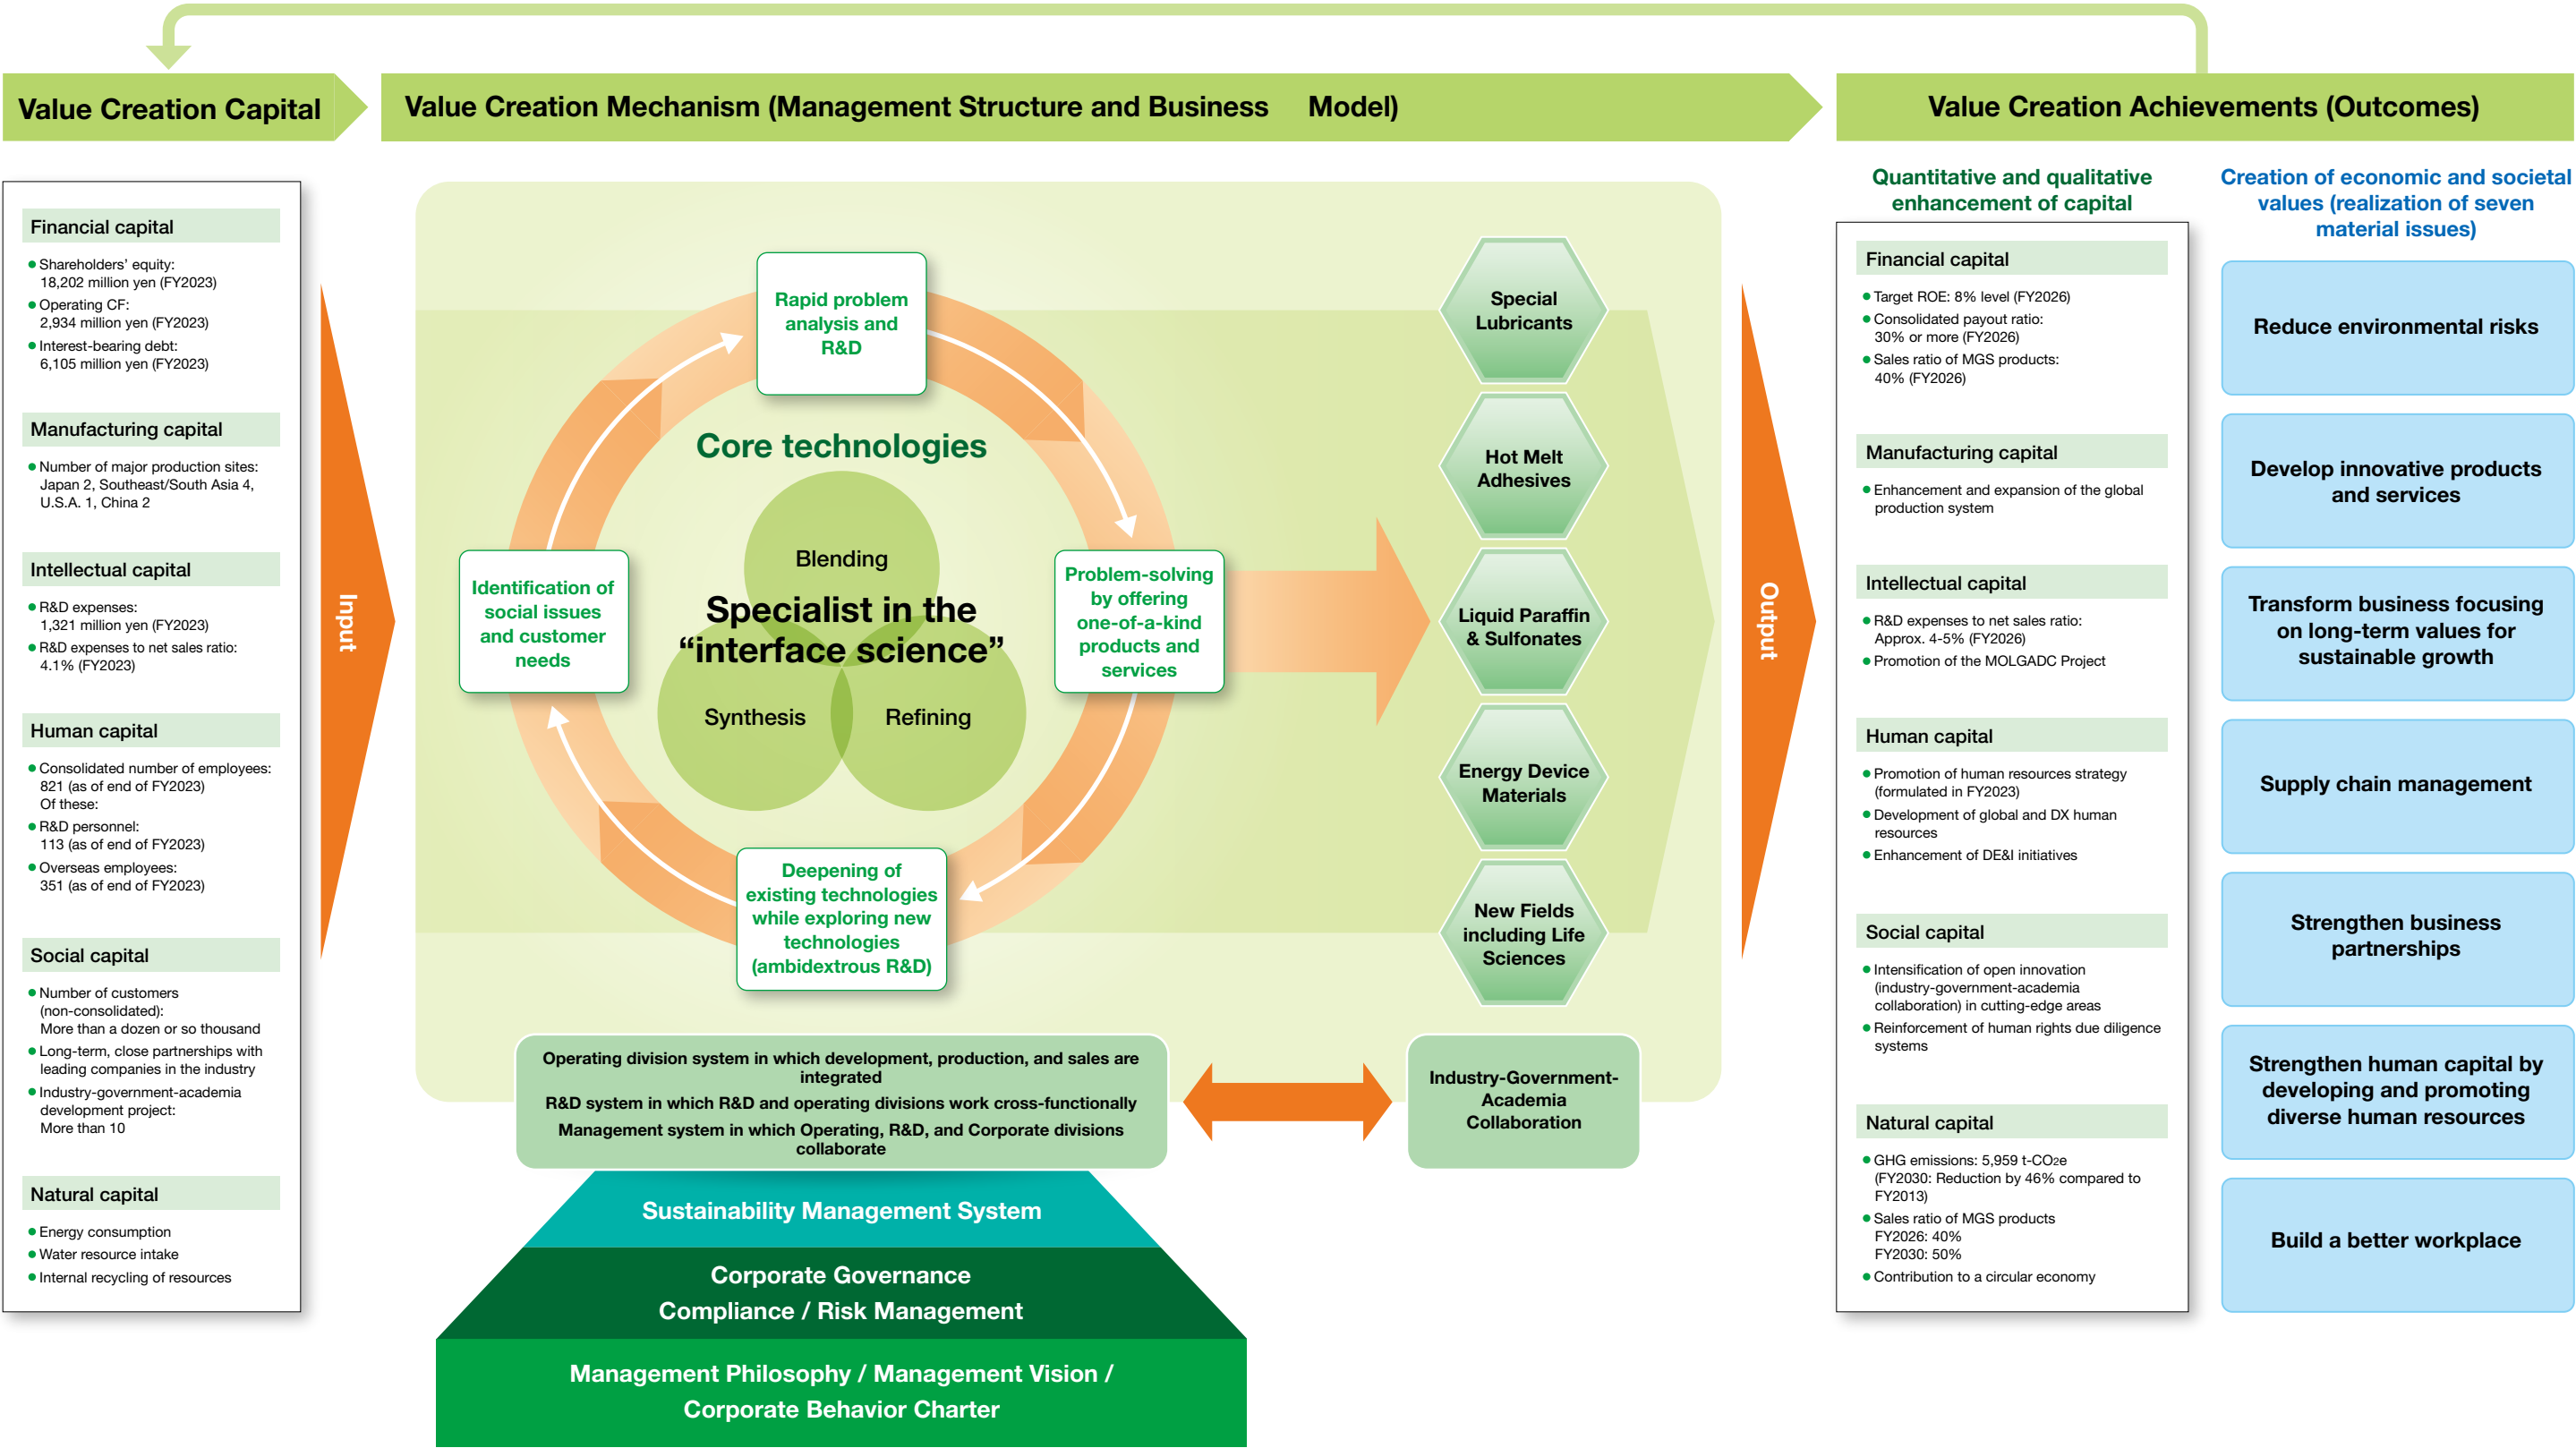 Value Creation Capital
Value Creation Mechanism (Management Structure and Business Model)
Value Creation Achievements (Outcomes)
Financial capital
● Shareholders' equity:
18,202 million yen (FY2023)
● Operating CF:
2,934 million yen (FY2023)
● Interest-bearing debt:
6,105 million yen (FY2023)
Manufacturing capital
● Number of major production sites:
Japan 2, Southeast/South Asia 4,
U.S.A. 1, China 2
Intellectual capital
● R&D expenses:
1,321 million yen (FY2023)
● R&D expenses to net sales ratio:
4.1% (FY2023)
Human capital
● Consolidated number of employees:
821 (as of end of FY2023)
Of these:
● R&D personnel:
113 (as of end of FY2023)
● Overseas employees:
351 (as of end of FY2023)
Social capital
● Number of customers
(non-consolidated):
More than a dozen or so thousand
● Long-term, close partnerships with
leading companies in the industry
● Industry-government-academia
development project:
More than 10
Natural capital
● Energy consumption
● Water resource intake
● Internal recycling of resources
Input
Rapid problem
analysis and
R&D
Core technologies
Blending
Specialist in the
“interface science”
Synthesis
Refining
Identification of
social issues
and customer
needs
Problem-solving
by offering
one-of-a-kind
products and
services
Deepening of
existing technologies
while exploring new
technologies
(ambidextrous R&D)
Special
Lubricants
Hot Melt
Adhesives
Liquid Paraffin
& Sulfonates
Energy Device
Materials
New Fields
including Life
Sciences
Operating division system in which development, production, and sales are
integrated
R&D system in which R&D and operating divisions work cross-functionally
Management system in which Operating, R&D, and Corporate divisions
collaborate
Industry-Government-
Academia
Collaboration
Sustainability Management System
Corporate Governance
Compliance / Risk Management
Management Philosophy / Management Vision /
Corporate Behavior Charter
Output
Quantitative and qualitative
enhancement of capital
Financial capital
● Target ROE: 8% level (FY2026)
● Consolidated payout ratio:
30% or more (FY2026)
● Sales ratio of MGS products:
40% (FY2026)
Manufacturing capital
● Enhancement and expansion of the global
production system
Intellectual capital
● R&D expenses to net sales ratio:
Approx. 4-5% (FY2026)
● Promotion of the MOLGADC Project
Human capital
● Promotion of human resources strategy
(formulated in FY2023)
● Development of global and DX human
resources
● Enhancement of DE&I initiatives
Social capital
● Intensification of open innovation
(industry-government-academia
collaboration) in cutting-edge areas
● Reinforcement of human rights due diligence
systems
Natural capital
● GHG emissions: 5,959 t-CO2e
(FY2030: Reduction by 46% compared to
FY2013)
● Sales ratio of MGS products
FY2026: 40%
FY2030: 50%
● Contribution to a circular economy
Creation of economic and societal
values (realization of seven
material issues)
Reduce environmental risks
Develop innovative products
and services
Transform business focusing
on long-term values for
sustainable growth
Supply chain management
Strengthen business
partnerships
Strengthen human capital by
developing and promoting
diverse human resources
Build a better workplace